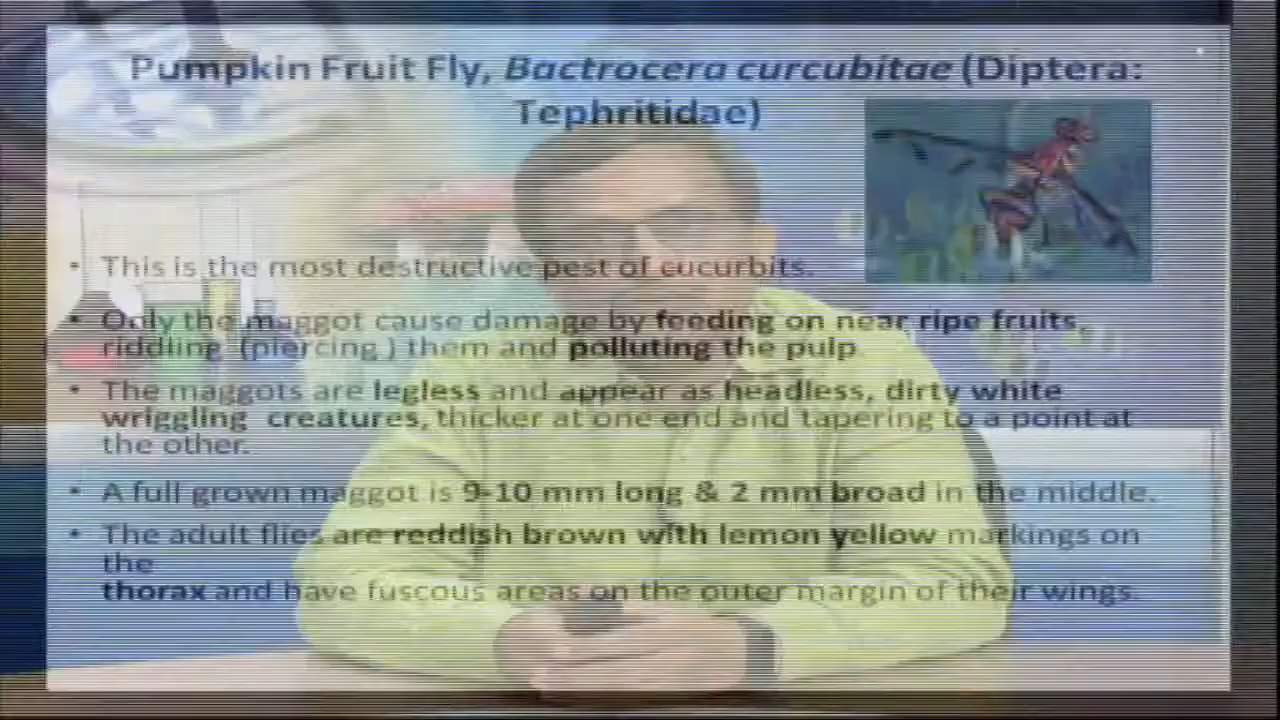 Pumpkin Fruit Fly, Bactrocera curcubitae (Diptera:
Tephritidae)
• This is the most destructive pest of cucurbits.
• Only the maggot cause damage by feeding on near ripe fruits,
riddling (piercing ) them and polluting the pulp.
• The maggots are legless and appear as headless, dirty white
wriggling creatures, thicker at one end and tapering to a point at
the other.
• A full grown maggot is 9-10 mm long & 2 mm broad in the middle.
• The adult flies are reddish brown with lemon yellow markings on
the
thorax and have fuscous areas on the outer margin of their wings.